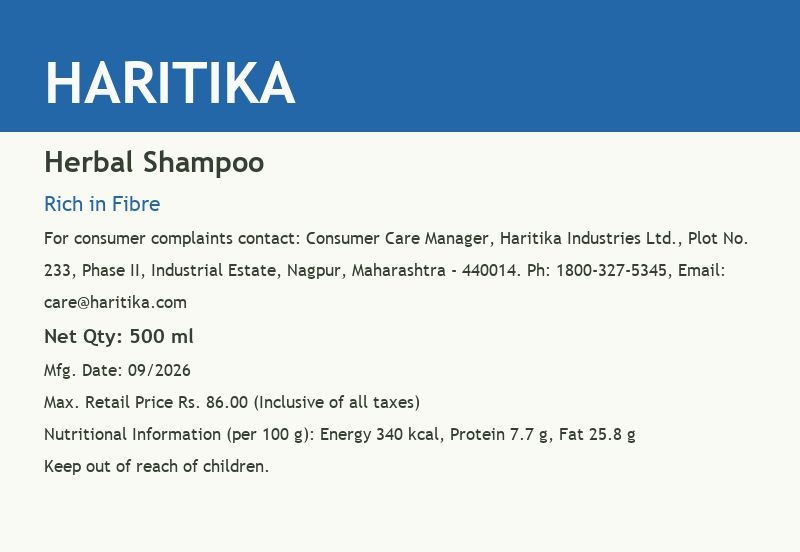 HARITIKA
Herbal Shampoo
Rich in Fibre
For consumer complaints contact: Consumer Care Manager, Haritika Industries Ltd., Plot No.
233, Phase II, Industrial Estate, Nagpur, Maharashtra - 440014. Ph: 1800-327-5345, Email:
care@haritika.com
Net Qty: 500 ml
Mfg. Date: 09/2026
Max. Retail Price Rs. 86.00 (Inclusive of all taxes)
Nutritional Information (per 100 g): Energy 340 kcal, Protein 7.7 g, Fat 25.8 g
Keep out of reach of children.